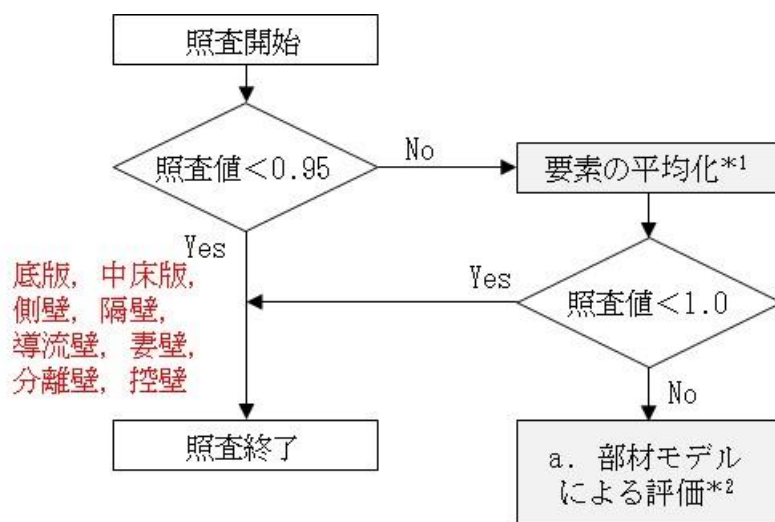 照査開始
照査値＜0.95
No
要素の平均化*1
Yes
底版, 中床版,
側壁, 隔壁,
導流壁, 妻壁,
分離壁, 控壁
Yes
照査値＜1.0
No
照査終了
a. 部材モデル
による評価*2